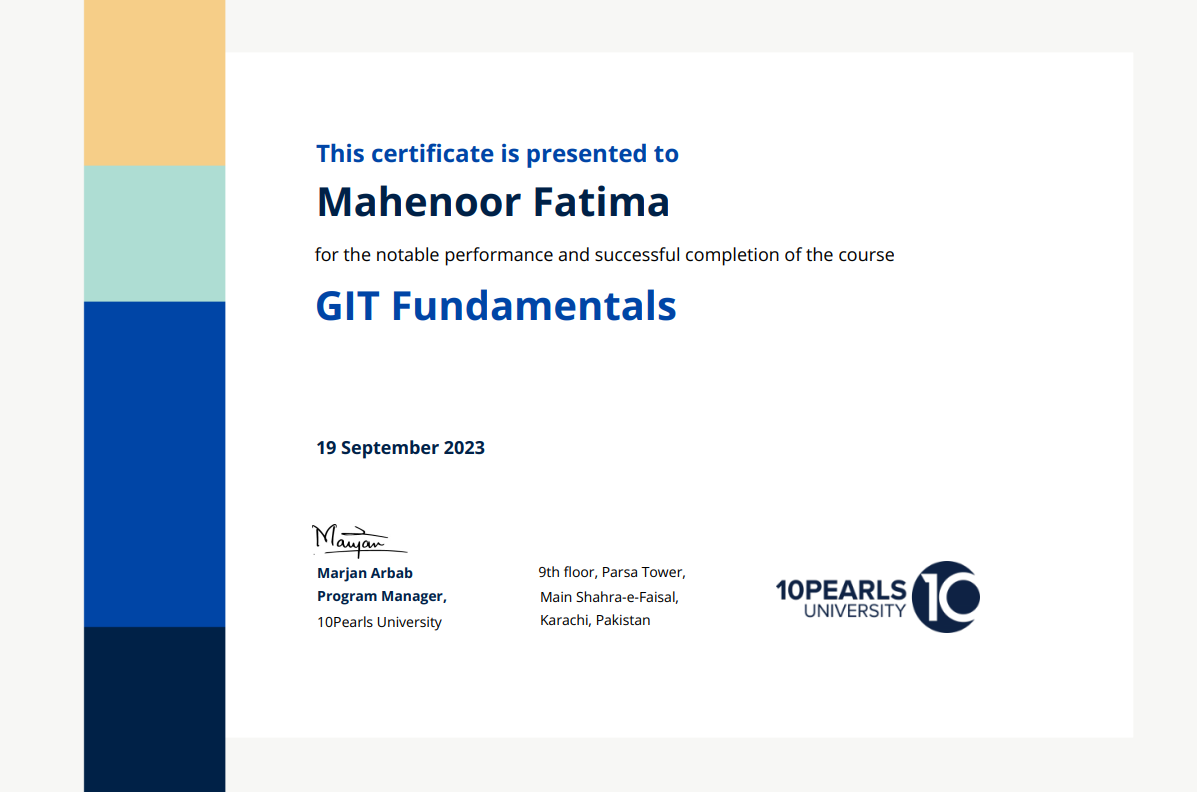 This certificate is presented to
Mahenoor Fatima
for the notable performance and successful completion of the course
GIT Fundamentals
19 September 2023
Marjan
Marjan Arbab
Program Manager,
10Pearls University
9th floor, Parsa Tower,
Main Shahra-e-Faisal,
Karachi, Pakistan
10PEARLS
UNIVERSITY
10